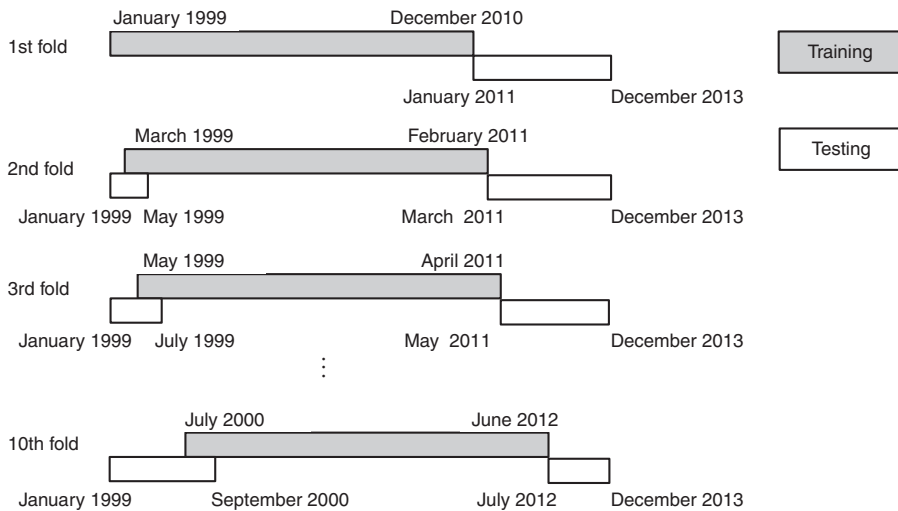 January 1999 December 2010
1st fold
Training
January 2011 December 2013
March 1999 February 2011
Testing
2nd fold
January 1999 May 1999 March 2011 December 2013
May 1999 April 2011
3rd fold
January 1999 July 1999 May 2011 December 2013
⋮
July 2000 June 2012
10th fold
January 1999 September 2000 July 2012 December 2013